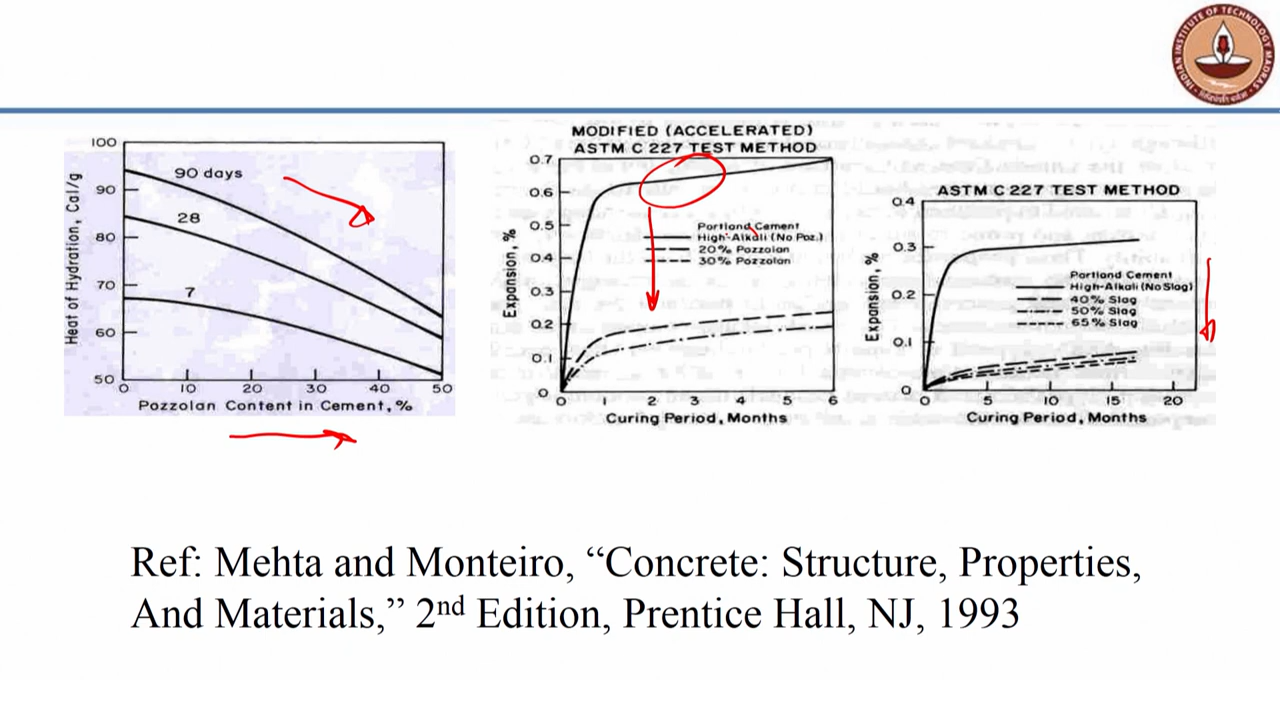 INDIAN INSTITUTE OF TECHNOLOGY MADRAS
100
90
80
70
60
50
Heat of Hydration, Cal/g
90 days
28
7
0 10 20 30 40 50
Pozzolan Content in Cement, %
MODIFIED (ACCELERATED)
ASTM C 227 TEST METHOD
0.7
0.6
0.5
0.4
0.3
0.2
0.1
0
Expansion, %
Portland Cement
High-Alkali (No Poz.)
20% Pozzolan
30% Pozzolan
0 1 2 3 4 5 6
Curing Period, Months
ASTM C 227 TEST METHOD
0.4
0.3
0.2
0.1
0
Expansion, %
Portland Cement
High-Alkali (No Slag)
40% Slag
50% Slag
65% Slag
0 5 10 15 20
Curing Period, Months
Ref: Mehta and Monteiro, “Concrete: Structure, Properties,
And Materials,” 2nd Edition, Prentice Hall, NJ, 1993